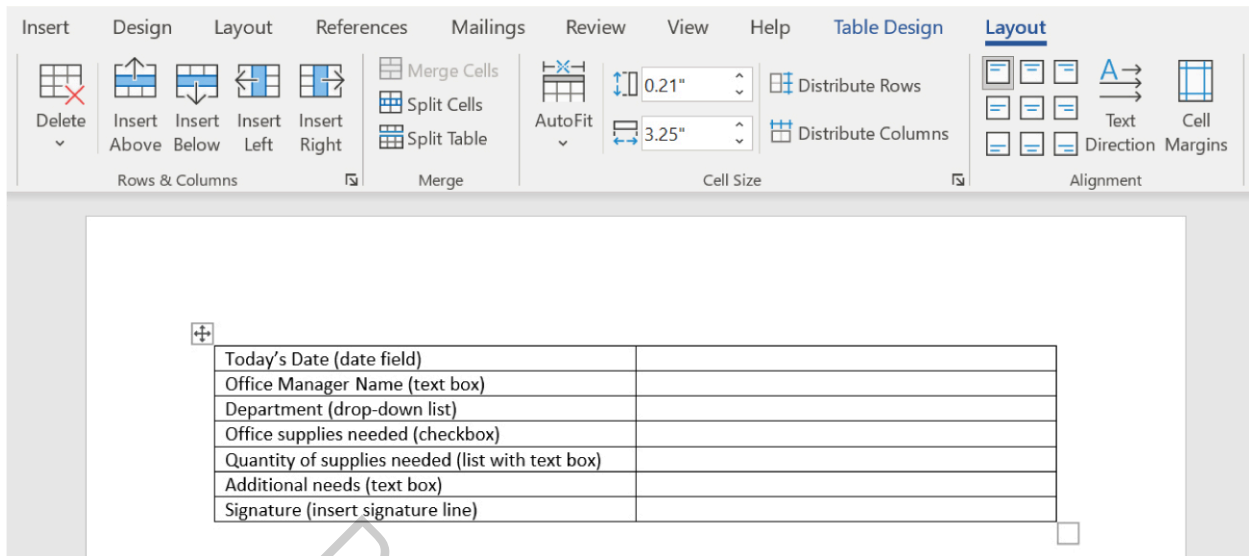 Insert Design Layout References Mailings Review View Help Table Design Layout
Delete
Insert Above
Insert Below
Insert Left
Insert Right
Rows & Columns
Merge Cells
Split Cells
Split Table
Merge
AutoFit
0.21"
3.25"
Distribute Rows
Distribute Columns
Cell Size
A
Text Direction
Cell Margins
Alignment
Today's Date (date field)
Office Manager Name (text box)
Department (drop-down list)
Office supplies needed (checkbox)
Quantity of supplies needed (list with text box)
Additional needs (text box)
Signature (insert signature line)